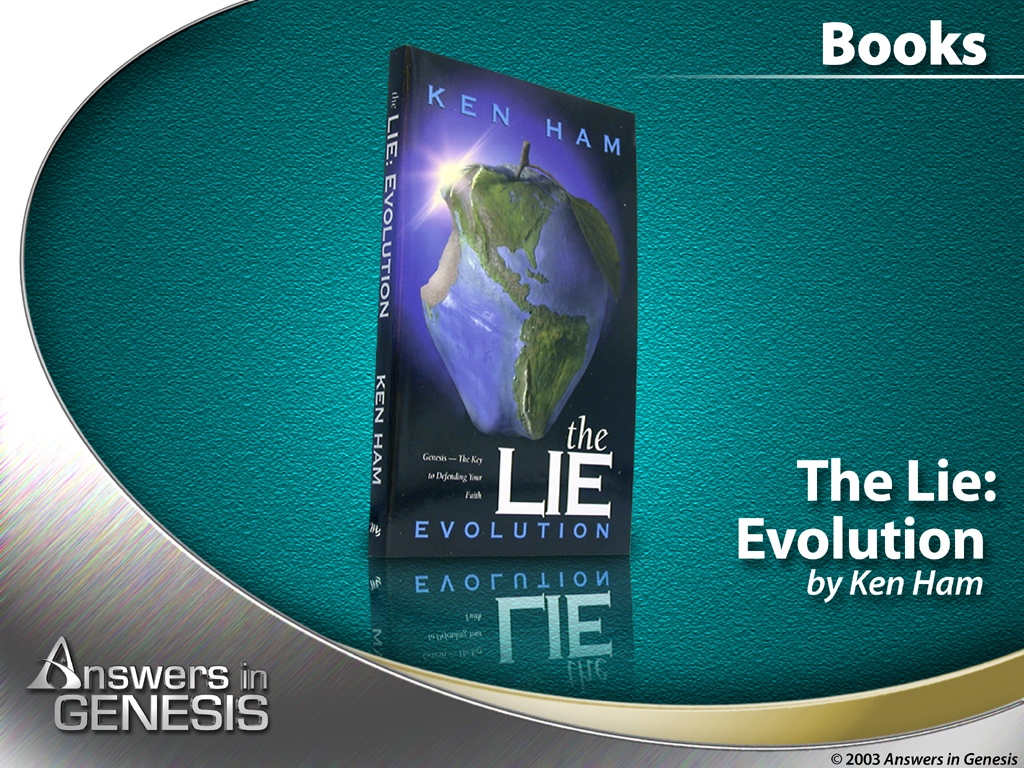 Books
KEN HAM
the LIE: EVOLUTION KEN HAM
Genesis — The Key
to Defending Your
Faith
the
LIE
EVOLUTION
The Lie:
Evolution
by Ken Ham
Answers in
GENESIS
© 2003 Answers in Genesis